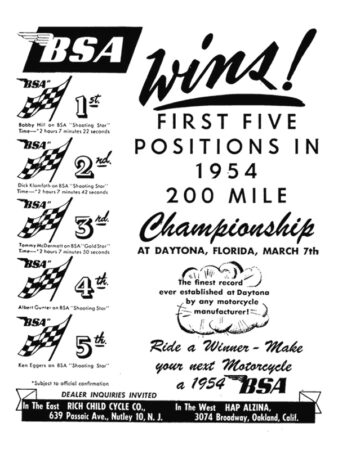 BSA
Wins!
FIRST FIVE
POSITIONS IN
1954
200 MILE
Championship
AT DAYTONA, FLORIDA, MARCH 7th
"BSA"
1st.
Bobby Hill on BSA "Shooting Star"
Time—*2 hours 7 minutes 22 seconds
"BSA"
2nd.
Dick Klamfoth on BSA "Shooting Star"
Time—*2 hours 7 minutes 42 seconds
"BSA"
3rd.
Tommy McDermott on BSA "Gold Star"
Time—*2 hours 7 minutes 50 seconds
"BSA"
4th.
Albert Gunter on BSA "Shooting Star"
"BSA"
5th.
Ken Eggers on BSA "Shooting Star"
*Subject to official confirmation
The finest record
ever established at Daytona
by any motorcycle
manufacturer!
Ride a Winner - Make
your next Motorcycle
a 1954 BSA
DEALER INQUIRIES INVITED
In The East RICH CHILD CYCLE CO.,
639 Passaic Ave., Nutley 10, N. J.
In The West HAP ALZINA,
3074 Broadway, Oakland, Calif.